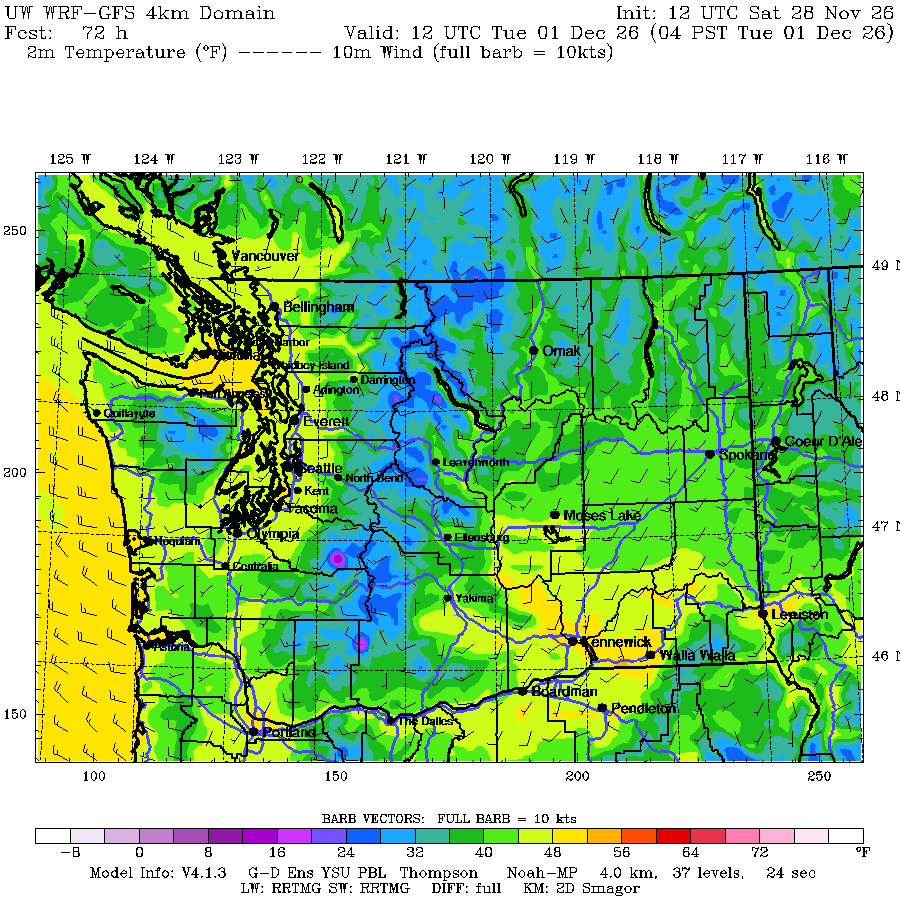 UW WRF-GFS 4km Domain Init: 12 UTC Sat 28 Nov 26
Fcst: 72 h Valid: 12 UTC Tue 01 Dec 26 (04 PST Tue 01 Dec 26)
2m Temperature (°F) ------ 10m Wind (full barb = 10kts)
125 W 124 W 123 W 122 W 121 W 120 W 119 W 118 W 117 W 116 W
250
Vancouver
49 N
Bellingham
Harbor
Omak
Whidbey-Island
Darrington
Arlington
48 N
Quillayute
Everett
Coeur D'Ale
Spokane
Leavenworth
200
Seattle
North Bend
Kent
Tacoma
Moses Lake
47 N
Olympia
Ellensburg
Hoquiam
Centralia
Yakima
Lewiston
Kennewick
Astoria
Walla Walla
46 N
Boardman
Pendleton
150
The Dalles
Portland
100 150 200 250
BARB VECTORS: FULL BARB = 10 kts
-8 0 8 16 24 32 40 48 56 64 72 °F
Model Info: V4.1.3 G-D Ens YSU PBL Thompson Noah-MP 4.0 km, 37 levels, 24 sec
LW: RRTMG SW: RRTMG DIFF: full KM: 2D Smagor